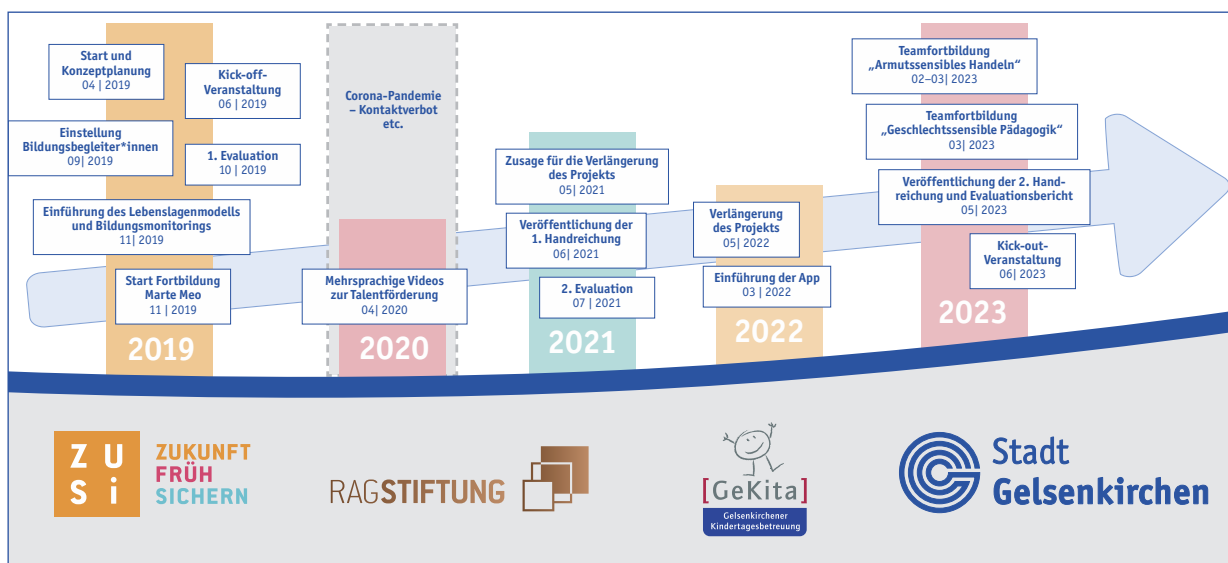 Start und
Konzeptplanung
04 | 2019
Kick-off-
Veranstaltung
06 | 2019
Einstellung
Bildungsbegleiter*innen
09| 2019
1. Evaluation
10 | 2019
Einführung des Lebenslagenmodells
und Bildungsmonitorings
11| 2019
Start Fortbildung
Marte Meo
11 | 2019
2019
Corona-Pandemie
– Kontaktverbot
etc.
Mehrsprachige Videos
zur Talentförderung
04| 2020
2020
Zusage für die Verlängerung
des Projekts
05| 2021
Veröffentlichung der
1. Handreichung
06| 2021
2. Evaluation
07 | 2021
2021
Verlängerung
des Projekts
05| 2022
Einführung der App
03 | 2022
2022
Teamfortbildung
„Armutssensibles Handeln“
02–03| 2023
Teamfortbildung
„Geschlechtssensible Pädagogik“
03| 2023
Veröffentlichung der 2. Hand-
reichung und Evaluationsbericht
05| 2023
Kick-out-
Veranstaltung
06| 2023
2023
ZU
Si
ZUKUNFT
FRÜH
SICHERN
RAGSTIFTUNG
[GeKita]
Gelsenkirchener
Kindertagesbetreuung
Stadt
Gelsenkirchen